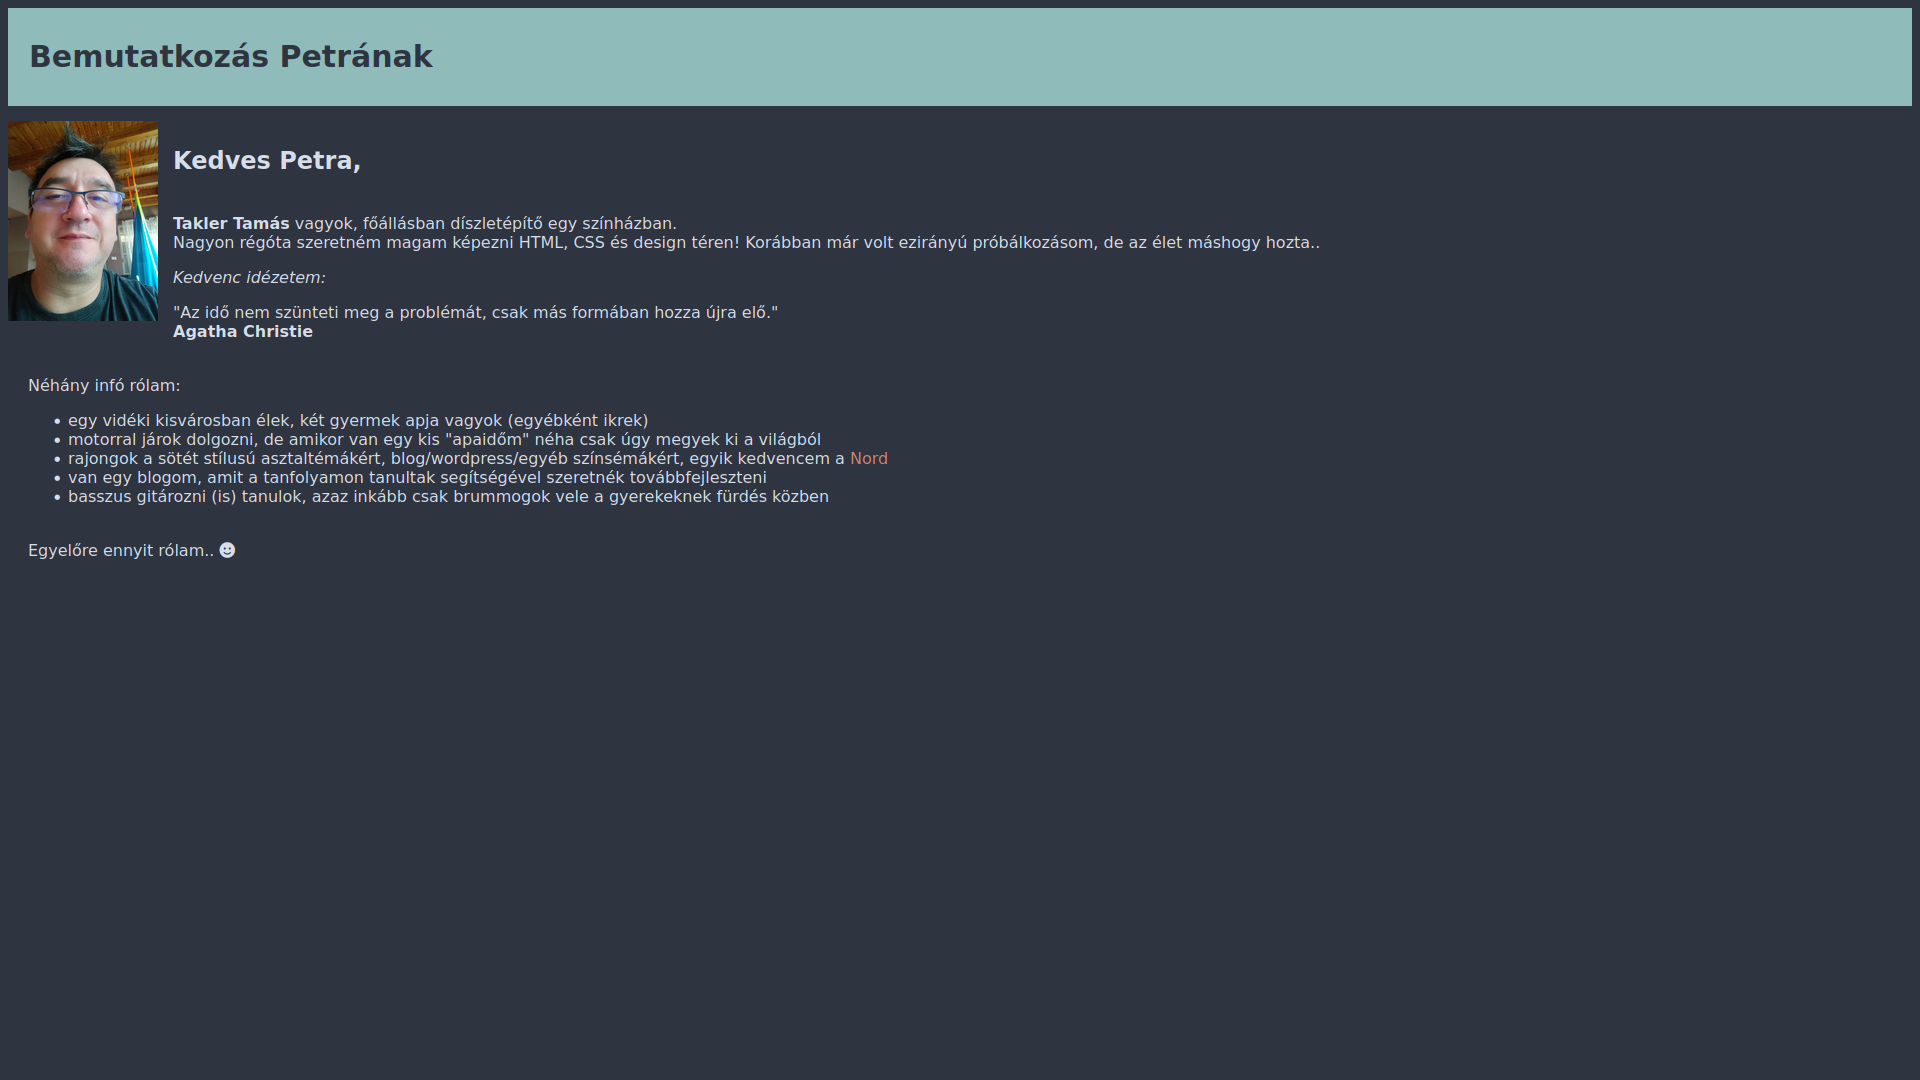 Bemutatkozás Petrának
Kedves Petra,
Takler Tamás vagyok, főállásban díszletépítő egy színházban.
Nagyon régóta szeretném magam képezni HTML, CSS és design téren! Korábban már volt ezirányú próbálkozásom, de az élet máshogy hozta..
Kedvenc idézetem:
"Az idő nem szünteti meg a problémát, csak más formában hozza újra elő."
Agatha Christie
Néhány infó rólam:
• egy vidéki kisvárosban élek, két gyermek apja vagyok (egyébként ikrek)
• motorral járok dolgozni, de amikor van egy kis "apaidőm" néha csak úgy megyek ki a világból
• rajongok a sötét stílusú asztaltémákért, blog/wordpress/egyéb színsémákért, egyik kedvencem a Nord
• van egy blogom, amit a tanfolyamon tanultak segítségével szeretnék továbbfejleszteni
• basszus gitározni (is) tanulok, azaz inkább csak brummogok vele a gyerekeknek fürdés közben
Egyelőre ennyit rólam.. ☻